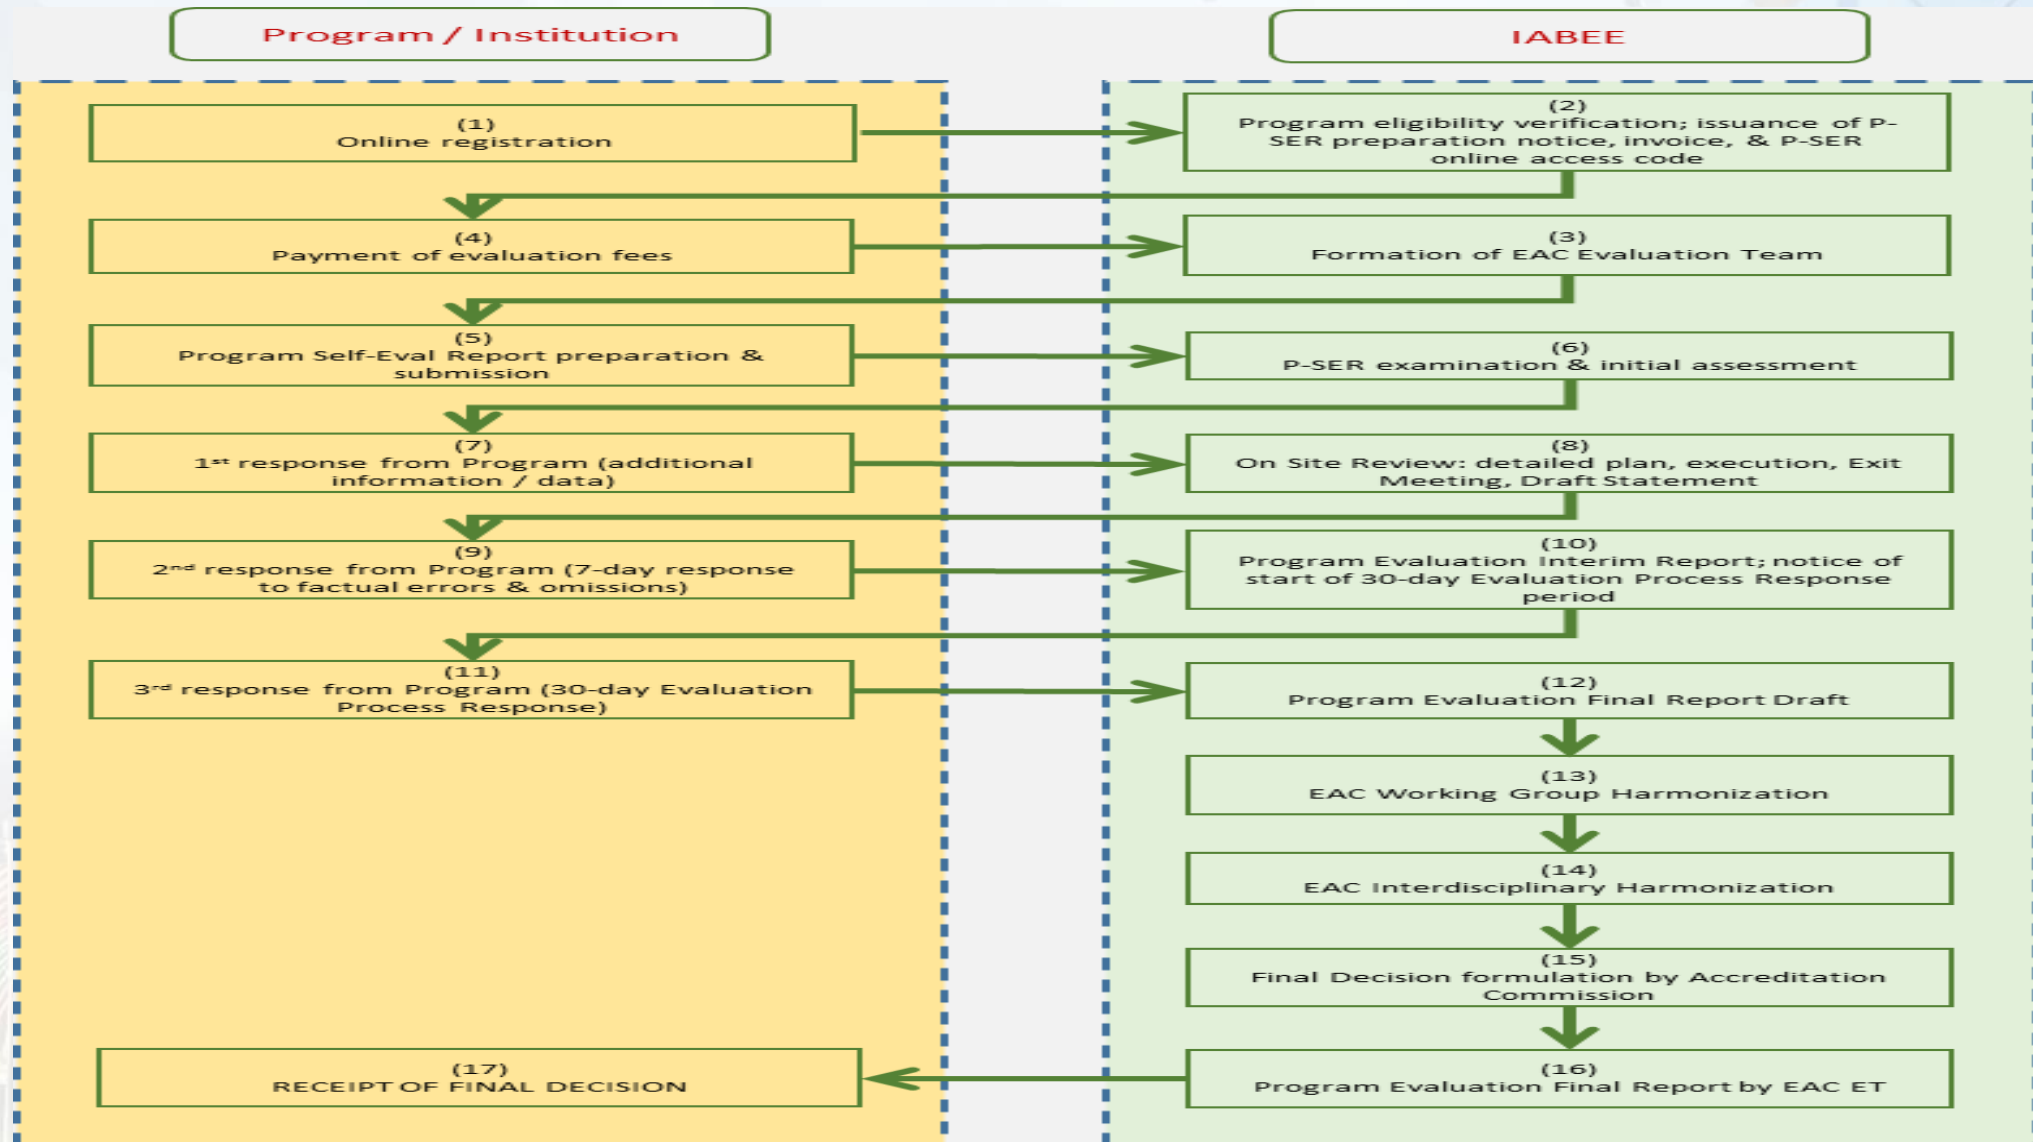 Program / Institution
IABEE
(1)
Online registration
(2)
Program eligibility verification; issuance of P-
SER preparation notice, invoice, & P-SER
online access code
(4)
Payment of evaluation fees
(3)
Formation of EAC Evaluation Team
(5)
Program Self-Eval Report preparation &
submission
(6)
P-SER examination & initial assessment
(7)
1st response from Program (additional
information / data)
(8)
On Site Review: detailed plan, execution, Exit
Meeting, Draft Statement
(9)
2nd response from Program (7-day response
to factual errors & omissions)
(10)
Program Evaluation Interim Report; notice of
start of 30-day Evaluation Process Response
period
(11)
3rd response from Program (30-day Evaluation
Process Response)
(12)
Program Evaluation Final Report Draft
(13)
EAC Working Group Harmonization
(14)
EAC Interdisciplinary Harmonization
(15)
Final Decision formulation by Accreditation
Commission
(17)
RECEIPT OF FINAL DECISION
(16)
Program Evaluation Final Report by EAC ET